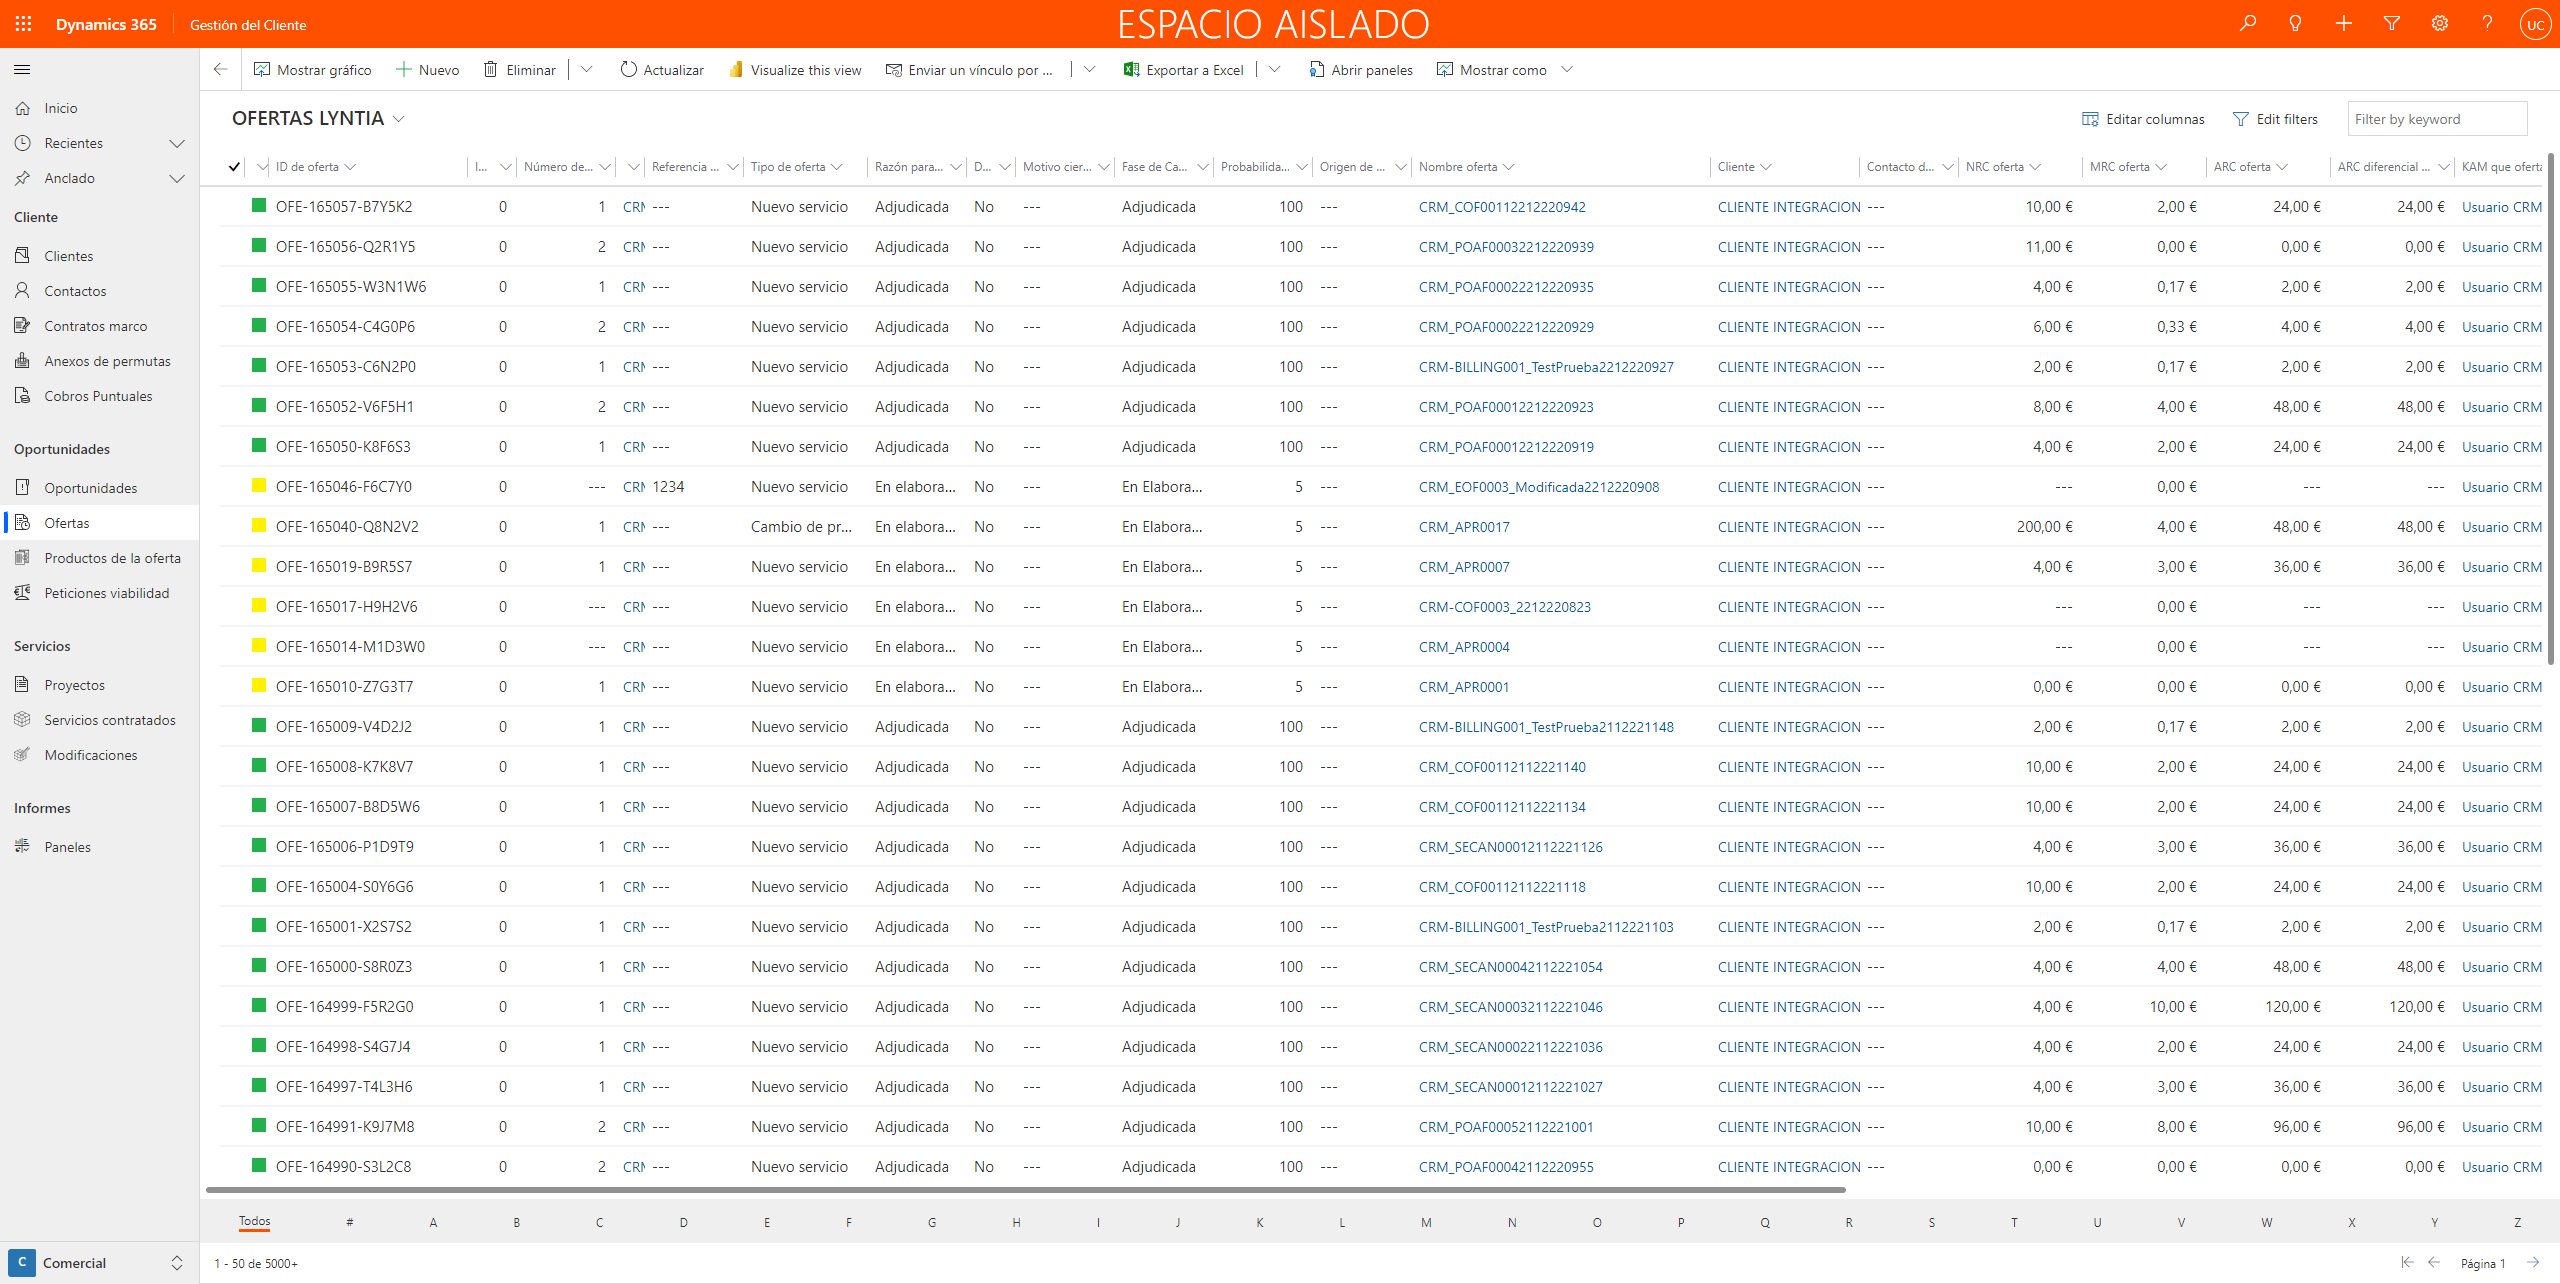 Dynamics 365 Gestión del Cliente ESPACIO AISLADO UC
Mostrar gráfico Nuevo Eliminar Actualizar Visualize this view Enviar un vínculo por ... Exportar a Excel Abrir paneles Mostrar como
Inicio
Recientes
Anclado
Cliente
Clientes
Contactos
Contratos marco
Anexos de permutas
Cobros Puntuales
Oportunidades
Oportunidades
Ofertas
Productos de la oferta
Peticiones viabilidad
Servicios
Proyectos
Servicios contratados
Modificaciones
Informes
Paneles
C Comercial
OFERTAS LYNTIA Editar columnas Edit filters Filter by keyword
ID de oferta I... Número de... Referencia ... Tipo de oferta Razón para... D... Motivo cier... Fase de Ca... Probabilida... Origen de ... Nombre oferta Cliente Contacto d... NRC oferta MRC oferta ARC oferta ARC diferencial ... KAM que oferta
OFE-165057-B7Y5K2 0 1 CRM --- Nuevo servicio Adjudicada No --- Adjudicada 100 --- CRM_COF00112212220942 CLIENTE INTEGRACION --- 10,00 € 2,00 € 24,00 € 24,00 € Usuario CRM
OFE-165056-Q2R1Y5 0 2 CRM --- Nuevo servicio Adjudicada No --- Adjudicada 100 --- CRM_POAF00032212220939 CLIENTE INTEGRACION --- 11,00 € 0,00 € 0,00 € 0,00 € Usuario CRM
OFE-165055-W3N1W6 0 1 CRM --- Nuevo servicio Adjudicada No --- Adjudicada 100 --- CRM_POAF00022212220935 CLIENTE INTEGRACION --- 4,00 € 0,17 € 2,00 € 2,00 € Usuario CRM
OFE-165054-C4G0P6 0 2 CRM --- Nuevo servicio Adjudicada No --- Adjudicada 100 --- CRM_POAF00022212220929 CLIENTE INTEGRACION --- 6,00 € 0,33 € 4,00 € 4,00 € Usuario CRM
OFE-165053-C6N2P0 0 1 CRM --- Nuevo servicio Adjudicada No --- Adjudicada 100 --- CRM-BILLING001_TestPrueba2212220927 CLIENTE INTEGRACION --- 2,00 € 0,17 € 2,00 € 2,00 € Usuario CRM
OFE-165052-V6F5H1 0 2 CRM --- Nuevo servicio Adjudicada No --- Adjudicada 100 --- CRM_POAF00012212220923 CLIENTE INTEGRACION --- 8,00 € 4,00 € 48,00 € 48,00 € Usuario CRM
OFE-165050-K8F6S3 0 1 CRM --- Nuevo servicio Adjudicada No --- Adjudicada 100 --- CRM_POAF00012212220919 CLIENTE INTEGRACION --- 4,00 € 2,00 € 24,00 € 24,00 € Usuario CRM
OFE-165046-F6C7Y0 0 --- CRM 1234 Nuevo servicio En elabora... No --- En Elabora... 5 --- CRM_EOF0003_Modificada2212220908 CLIENTE INTEGRACION --- --- 0,00 € --- --- Usuario CRM
OFE-165040-Q8N2V2 0 1 CRM --- Cambio de pr... En elabora... No --- En Elabora... 5 --- CRM_APR0017 CLIENTE INTEGRACION --- 200,00 € 4,00 € 48,00 € 48,00 € Usuario CRM
OFE-165019-B9R5S7 0 1 CRM --- Nuevo servicio En elabora... No --- En Elabora... 5 --- CRM_APR0007 CLIENTE INTEGRACION --- 4,00 € 3,00 € 36,00 € 36,00 € Usuario CRM
OFE-165017-H9H2V6 0 --- CRM --- Nuevo servicio En elabora... No --- En Elabora... 5 --- CRM-COF0003_2212220823 CLIENTE INTEGRACION --- --- 0,00 € --- --- Usuario CRM
OFE-165014-M1D3W0 0 --- CRM --- Nuevo servicio En elabora... No --- En Elabora... 5 --- CRM_APR0004 CLIENTE INTEGRACION --- --- 0,00 € --- --- Usuario CRM
OFE-165010-Z7G3T7 0 1 CRM --- Nuevo servicio En elabora... No --- En Elabora... 5 --- CRM_APR0001 CLIENTE INTEGRACION --- 0,00 € 0,00 € 0,00 € 0,00 € Usuario CRM
OFE-165009-V4D2J2 0 1 CRM --- Nuevo servicio Adjudicada No --- Adjudicada 100 --- CRM-BILLING001_TestPrueba2112221148 CLIENTE INTEGRACION --- 2,00 € 0,17 € 2,00 € 2,00 € Usuario CRM
OFE-165008-K7K8V7 0 1 CRM --- Nuevo servicio Adjudicada No --- Adjudicada 100 --- CRM_COF00112112221140 CLIENTE INTEGRACION --- 10,00 € 2,00 € 24,00 € 24,00 € Usuario CRM
OFE-165007-B8D5W6 0 1 CRM --- Nuevo servicio Adjudicada No --- Adjudicada 100 --- CRM_COF00112112221134 CLIENTE INTEGRACION --- 10,00 € 2,00 € 24,00 € 24,00 € Usuario CRM
OFE-165006-P1D9T9 0 1 CRM --- Nuevo servicio Adjudicada No --- Adjudicada 100 --- CRM_SECAN00012112221126 CLIENTE INTEGRACION --- 4,00 € 3,00 € 36,00 € 36,00 € Usuario CRM
OFE-165004-S0Y6G6 0 1 CRM --- Nuevo servicio Adjudicada No --- Adjudicada 100 --- CRM_COF00112112221118 CLIENTE INTEGRACION --- 10,00 € 2,00 € 24,00 € 24,00 € Usuario CRM
OFE-165001-X2S7S2 0 1 CRM --- Nuevo servicio Adjudicada No --- Adjudicada 100 --- CRM-BILLING001_TestPrueba2112221103 CLIENTE INTEGRACION --- 2,00 € 0,17 € 2,00 € 2,00 € Usuario CRM
OFE-165000-S8R0Z3 0 1 CRM --- Nuevo servicio Adjudicada No --- Adjudicada 100 --- CRM_SECAN00042112221054 CLIENTE INTEGRACION --- 4,00 € 4,00 € 48,00 € 48,00 € Usuario CRM
OFE-164999-F5R2G0 0 1 CRM --- Nuevo servicio Adjudicada No --- Adjudicada 100 --- CRM_SECAN00032112221046 CLIENTE INTEGRACION --- 4,00 € 10,00 € 120,00 € 120,00 € Usuario CRM
OFE-164998-S4G7J4 0 1 CRM --- Nuevo servicio Adjudicada No --- Adjudicada 100 --- CRM_SECAN00022112221036 CLIENTE INTEGRACION --- 4,00 € 2,00 € 24,00 € 24,00 € Usuario CRM
OFE-164997-T4L3H6 0 1 CRM --- Nuevo servicio Adjudicada No --- Adjudicada 100 --- CRM_SECAN00012112221027 CLIENTE INTEGRACION --- 4,00 € 3,00 € 36,00 € 36,00 € Usuario CRM
OFE-164991-K9J7M8 0 2 CRM --- Nuevo servicio Adjudicada No --- Adjudicada 100 --- CRM_POAF00052112221001 CLIENTE INTEGRACION --- 10,00 € 8,00 € 96,00 € 96,00 € Usuario CRM
OFE-164990-S3L2C8 0 2 CRM --- Nuevo servicio Adjudicada No --- Adjudicada 100 --- CRM_POAF00042112220955 CLIENTE INTEGRACION --- 0,00 € 0,00 € 0,00 € 0,00 € Usuario CRM
Todos # A B C D E F G H I J K L M N O P Q R S T U V W X Y Z
1 - 50 de 5000+ Página 1